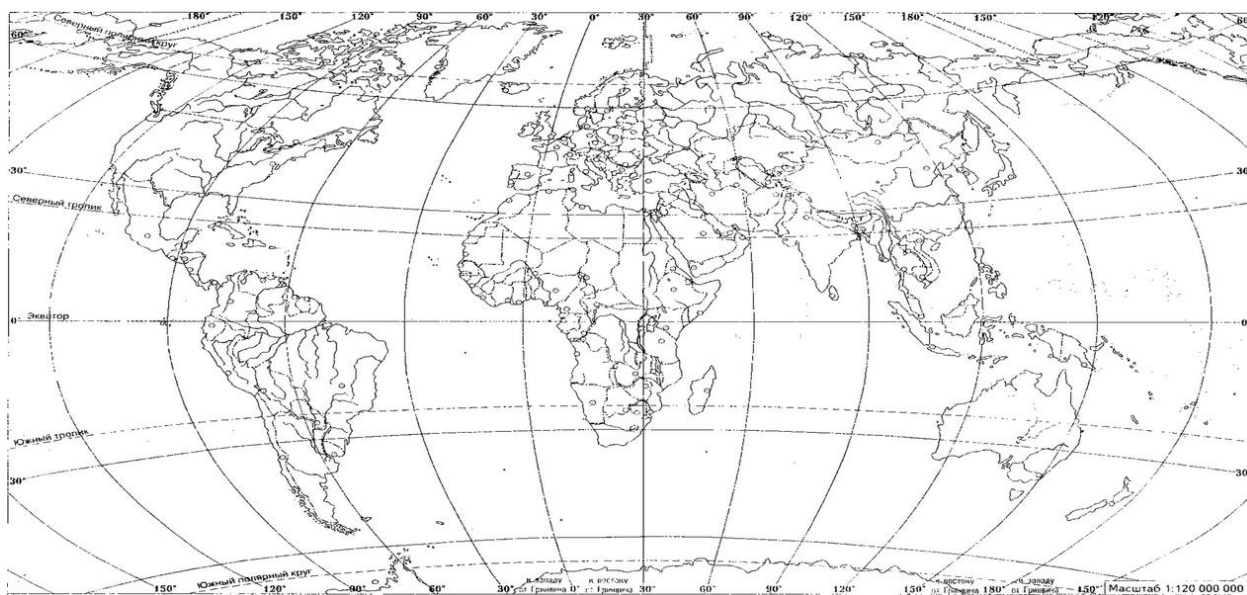 180° 150° 120° 90° 60° 30° 0° 30° 60° 90° 120° 150° 180° 150° 120°
60°
Северный полярный круг
60°
30°
30°
Северный тропик
0°
Экватор
0°
Южный тропик
30°
30°
Южный полярный круг
к западу
от Гринвича
к востоку
от Гринвича
к востоку
от Гринвича
к западу
от Гринвича
150° 120° 90° 60° 30° 0° 30° 60° 90° 120° 150° 180° 150°
Масштаб 1:120 000 000